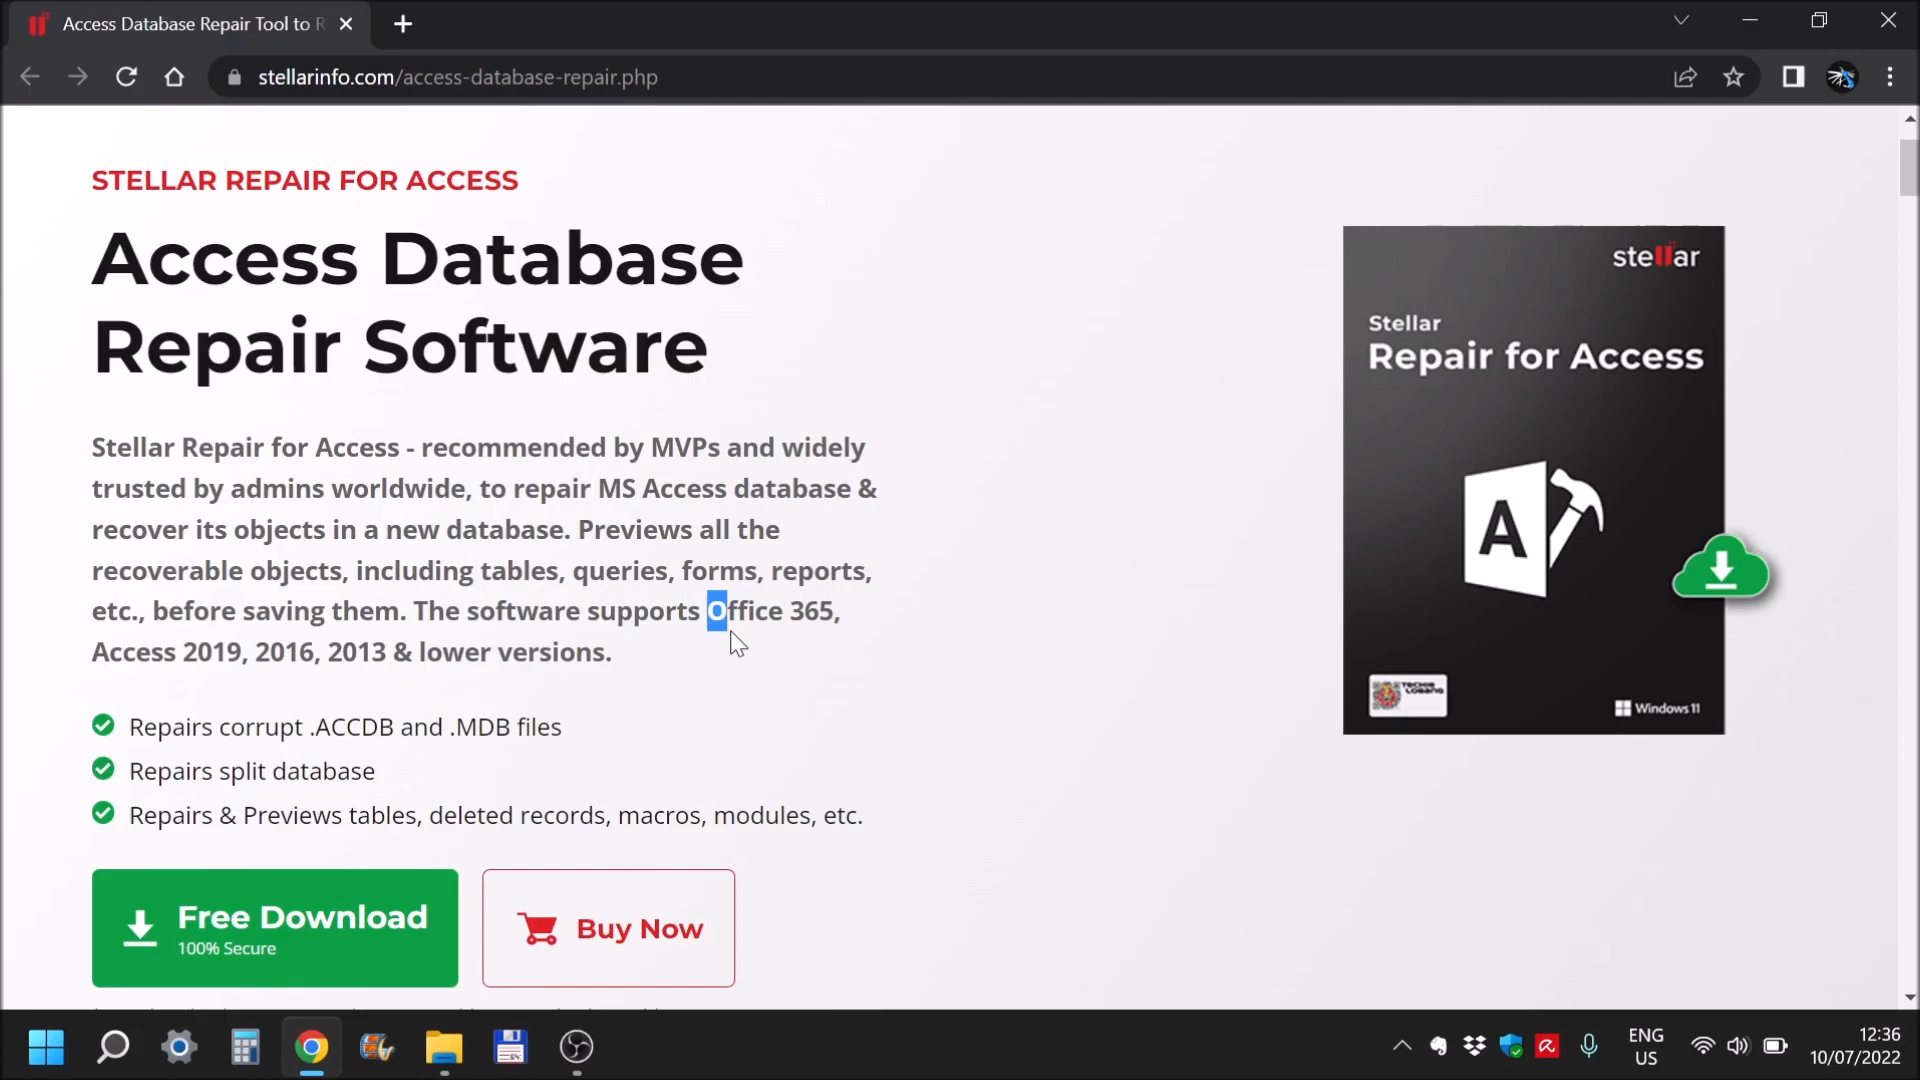 Access Database Repair Tool to R
stellarinfo.com/access-database-repair.php
STELLAR REPAIR FOR ACCESS
Access Database
Repair Software
Stellar Repair for Access - recommended by MVPs and widely
trusted by admins worldwide, to repair MS Access database &
recover its objects in a new database. Previews all the
recoverable objects, including tables, queries, forms, reports,
etc., before saving them. The software supports Office 365,
Access 2019, 2016, 2013 & lower versions.
Repairs corrupt .ACCDB and .MDB files
Repairs split database
Repairs & Previews tables, deleted records, macros, modules, etc.
Free Download
100% Secure
Buy Now
stellar
Stellar
Repair for Access
A
Windows 11
ENG
US
12:36
10/07/2022